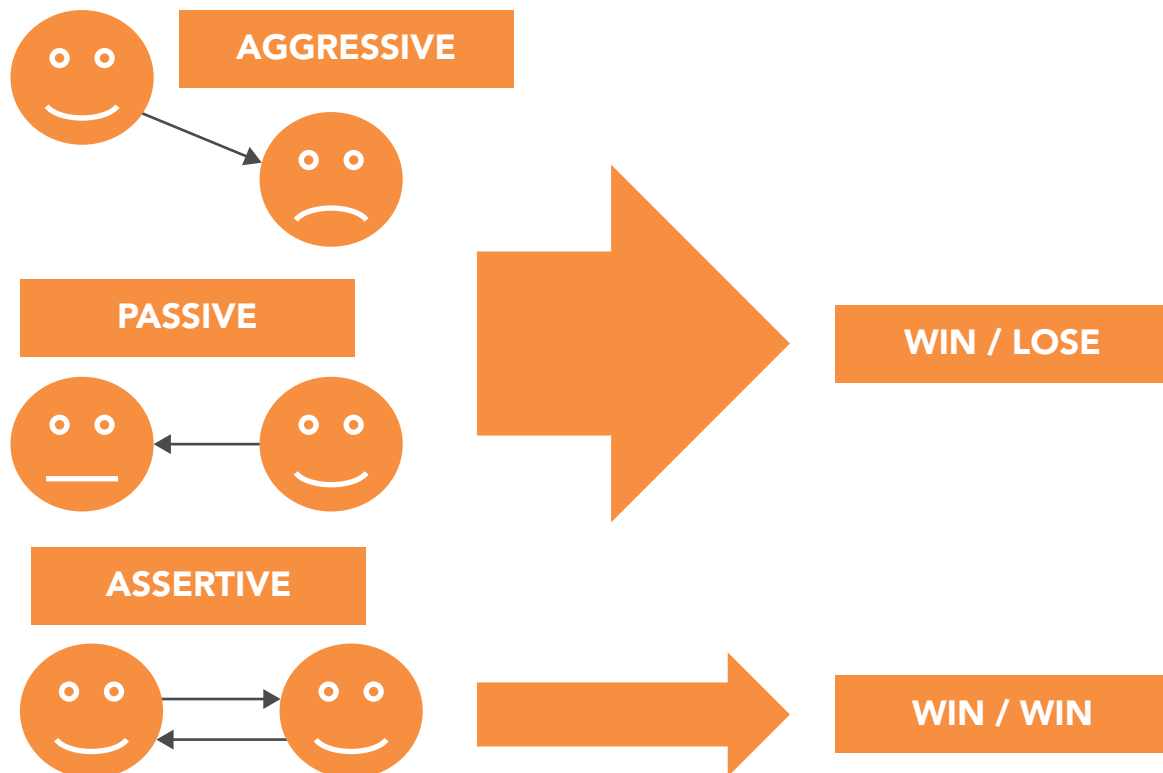 AGGRESSIVE
PASSIVE
WIN / LOSE
ASSERTIVE
WIN / WIN